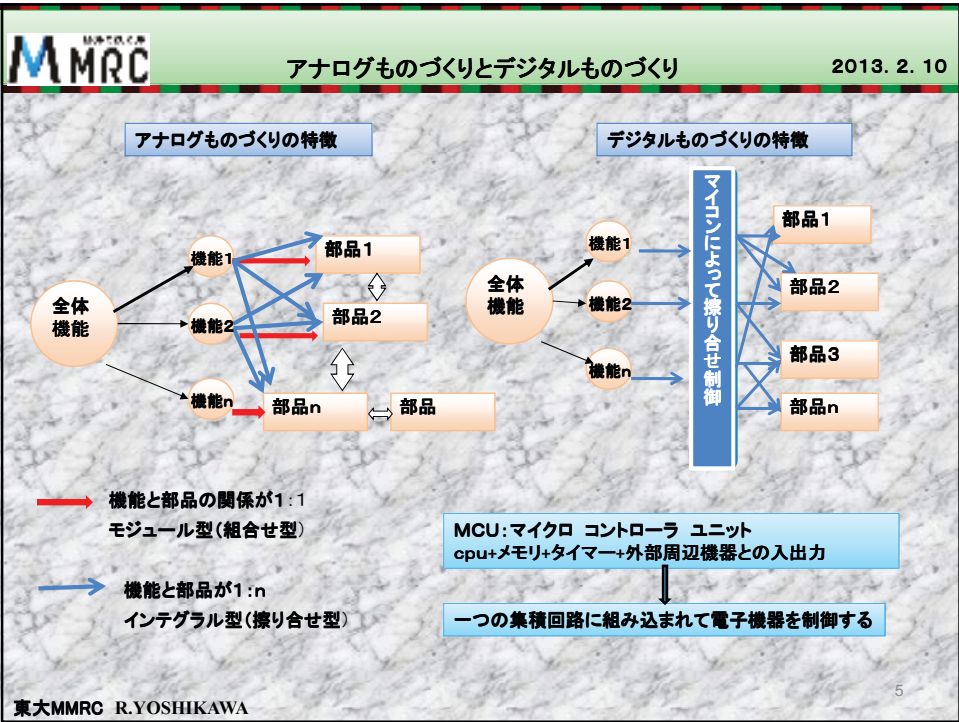 MMRC
アナログものづくりとデジタルものづくり
2013.2.10
アナログものづくりの特徴
全体
機能
機能1
機能2
機能n
部品1
部品2
部品n
部品
デジタルものづくりの特徴
全体
機能
機能1
機能2
機能n
マイコンによって擦り合せ制御
部品1
部品2
部品3
部品n
機能と部品の関係が1:1
モジュール型(組合せ型)
機能と部品が1:n
インテグラル型(擦り合せ型)
MCU:マイクロ コントローラ ユニット
cpu+メモリ+タイマー+外部周辺機器との入出力
一つの集積回路に組み込まれて電子機器を制御する
東大MMRC R.YOSHIKAWA
5